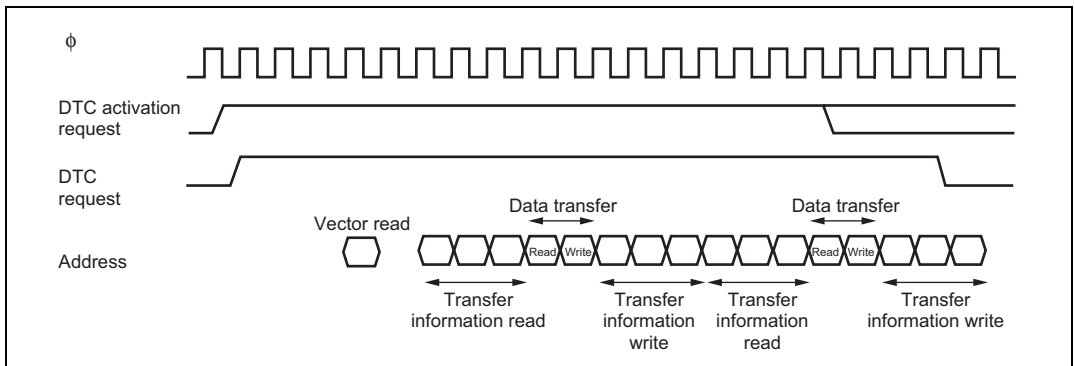 ϕ
DTC activation
request
DTC
request
Data transfer
Data transfer
Vector read
Address
Read
Write
Read
Write
Transfer
information read
Transfer
information
write
Transfer
information
read
Transfer
information write